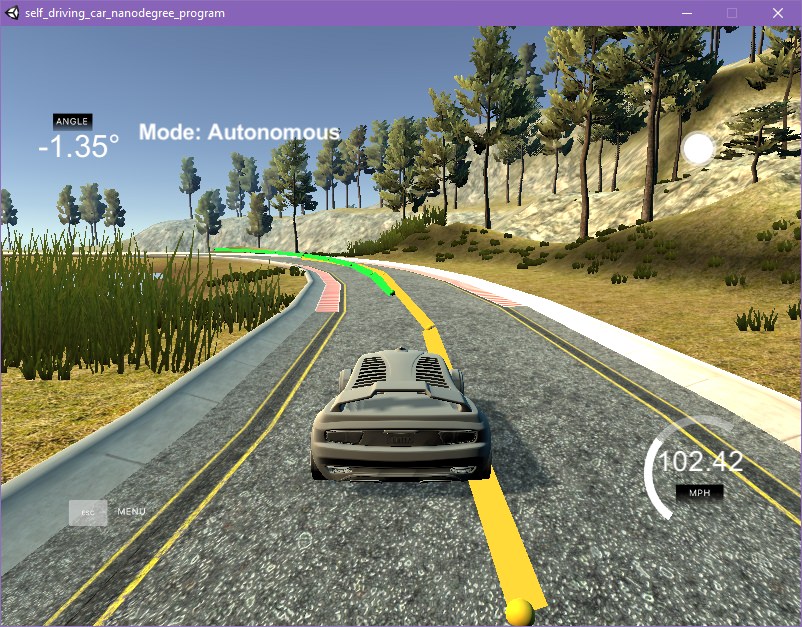 self_driving_car_nanodegree_program
ANGLE
-1.35°
Mode: Autonomous
102.42
MPH
ESC
MENU